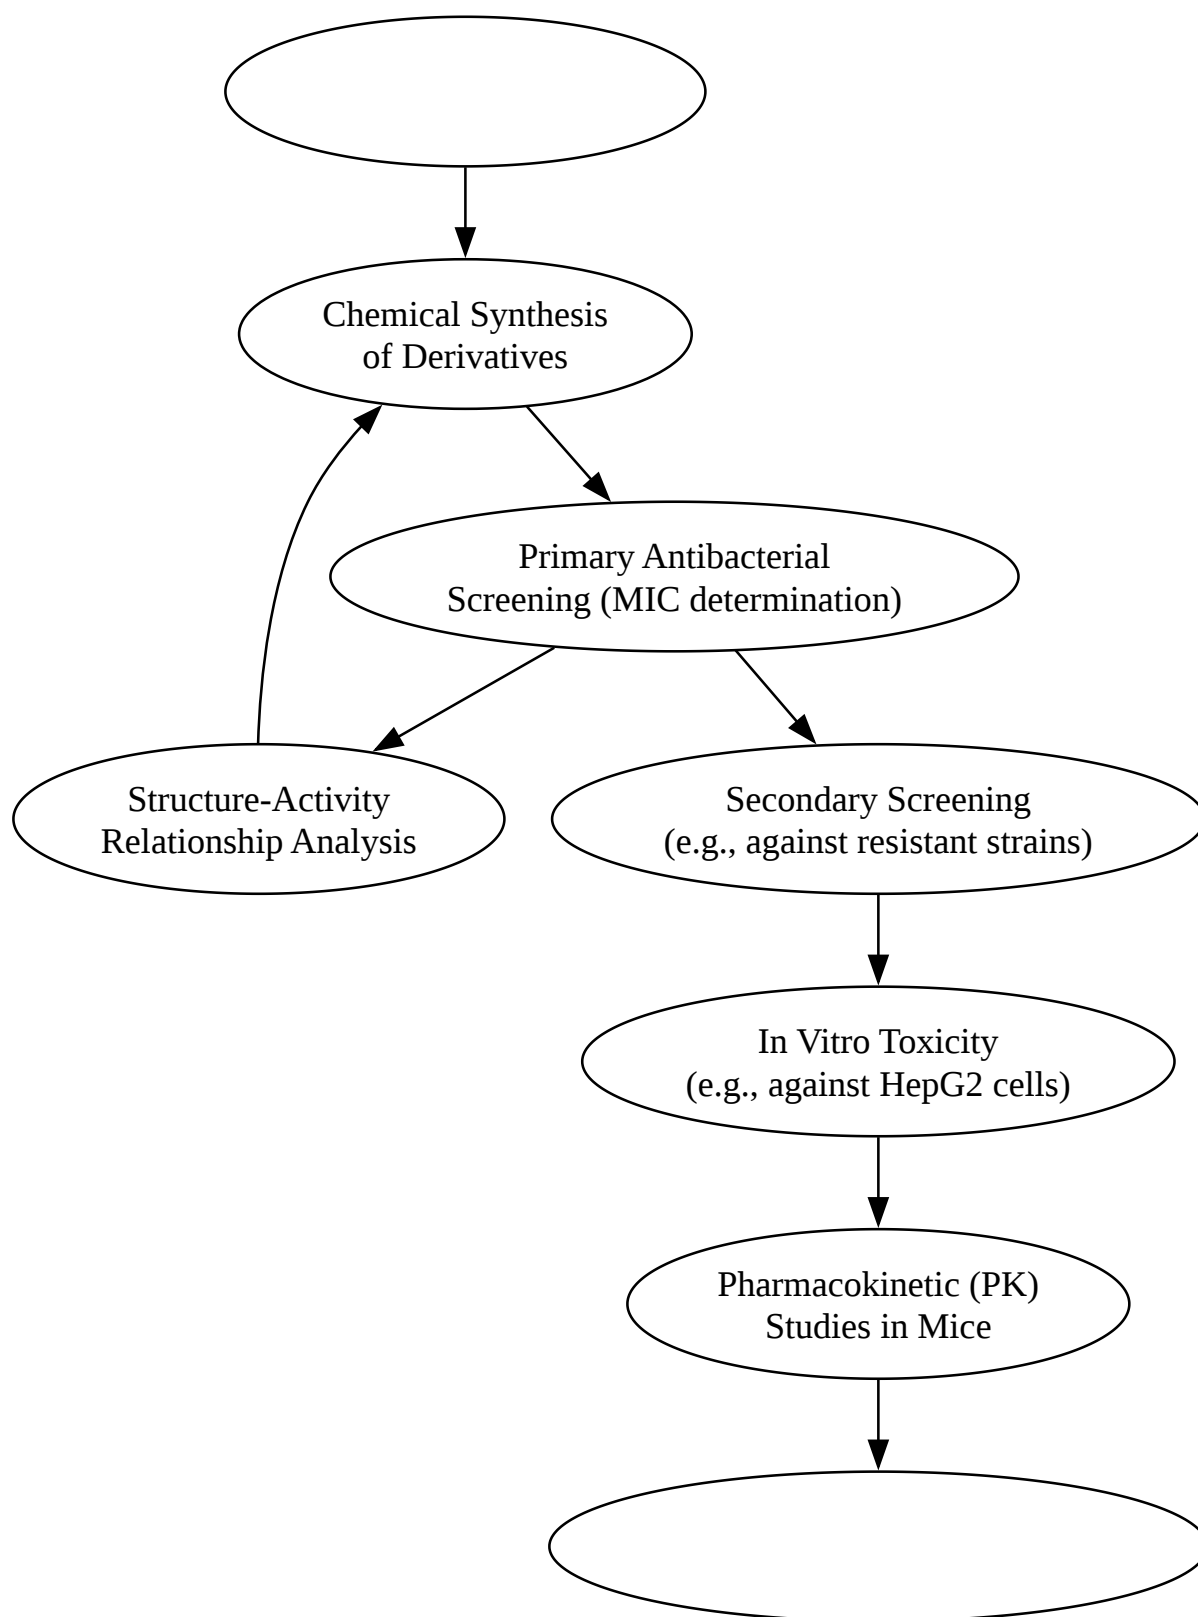 Chemical Synthesis
of Derivatives
Primary Antibacterial
Screening (MIC determination)
Structure-Activity
Relationship Analysis
Secondary Screening
(e.g., against resistant strains)
In Vitro Toxicity
(e.g., against HepG2 cells)
Pharmacokinetic (PK)
Studies in Mice